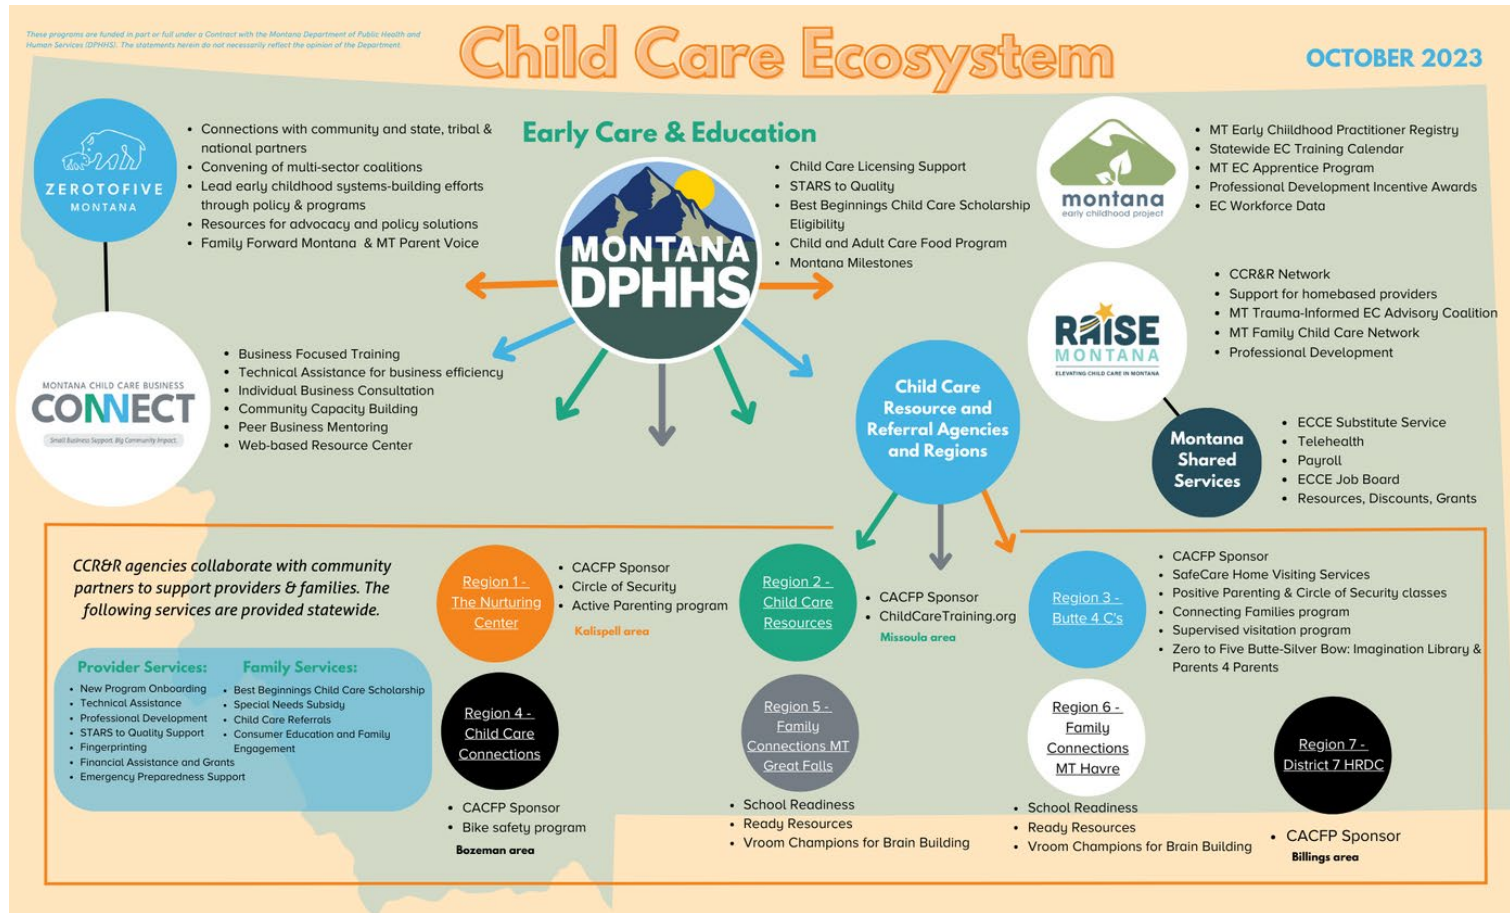 These programs are funded in part or full under a Contract with the Montana Department of Public Health and
Human Services (DPHHS). The statements herein do not necessarily reflect the opinion of the Department.
Child Care Ecosystem
OCTOBER 2023
ZEROTOFIVE
MONTANA
• Connections with community and state, tribal &
national partners
• Convening of multi-sector coalitions
• Lead early childhood systems-building efforts
through policy & programs
• Resources for advocacy and policy solutions
• Family Forward Montana & MT Parent Voice
Early Care & Education
MONTANA
DPHHS
• Child Care Licensing Support
• STARS to Quality
• Best Beginnings Child Care Scholarship
Eligibility
• Child and Adult Care Food Program
• Montana Milestones
montana
early childhood project
• MT Early Chiildhood Practitioner Registry
• Statewide EC Training Calendar
• MT EC Apprentice Program
• Professional Development Incentive Awards
• EC Workforce Data
RAISE
MONTANA
ELEVATING CHILD CARE IN MONTANA
• CCR&R Network
• Support for homebased providers
• MT Trauma-Informed EC Advisory Coalition
• MT Family Child Care Network
• Professional Development
MONTANA CHILD CARE BUSINESS
CONNECT
Small Business Support. Big Community Impact.
• Business Focused Training
• Technical Assistance for business efficiency
• Individual Business Consultation
• Community Capacity Building
• Peer Business Mentoring
• Web-based Resource Center
Child Care
Resource and
Referral Agencies
and Regions
Montana
Shared
Services
• ECCE Substitute Service
• Telehealth
• Payroll
• ECCE Job Board
• Resources, Discounts, Grants
CCR&R agencies collaborate with community
partners to support providers & families. The
following services are provided statewide.
Provider Services:
• New Program Onboarding
• Technical Assistance
• Professional Development
• STARS to Quality Support
• Fingerprinting
• Financial Assistance and Grants
• Emergency Preparedness Support
Family Services:
• Best Beginnings Child Care Scholarship
• Special Needs Subsidy
• Child Care Referrals
• Consumer Education and Family
Engagement
Region 1 -
The Nurturing
Center
• CACFP Sponsor
• Circle of Security
• Active Parenting program
Kalispell area
Region 2 -
Child Care
Resources
• CACFP Sponsor
• ChildCareTraining.org
Missoula area
Region 3 -
Butte 4 C's
• CACFP Sponsor
• SafeCare Home Visiting Services
• Positive Parenting & Circle of Security classes
• Connecting Families program
• Supervised visitation program
• Zero to Five Butte-Silver Bow: Imagination Library &
Parents 4 Parents
Region 4 -
Child Care
Connections
• CACFP Sponsor
• Bike safety program
Bozeman area
Region 5 -
Family
Connections MT
Great Falls
• School Readiness
• Ready Resources
• Vroom Champions for Brain Building
Region 6 -
Family
Connections
MT Havre
• School Readiness
• Ready Resources
• Vroom Champions for Brain Building
Region 7 -
District 7 HRDC
• CACFP Sponsor
Billings area